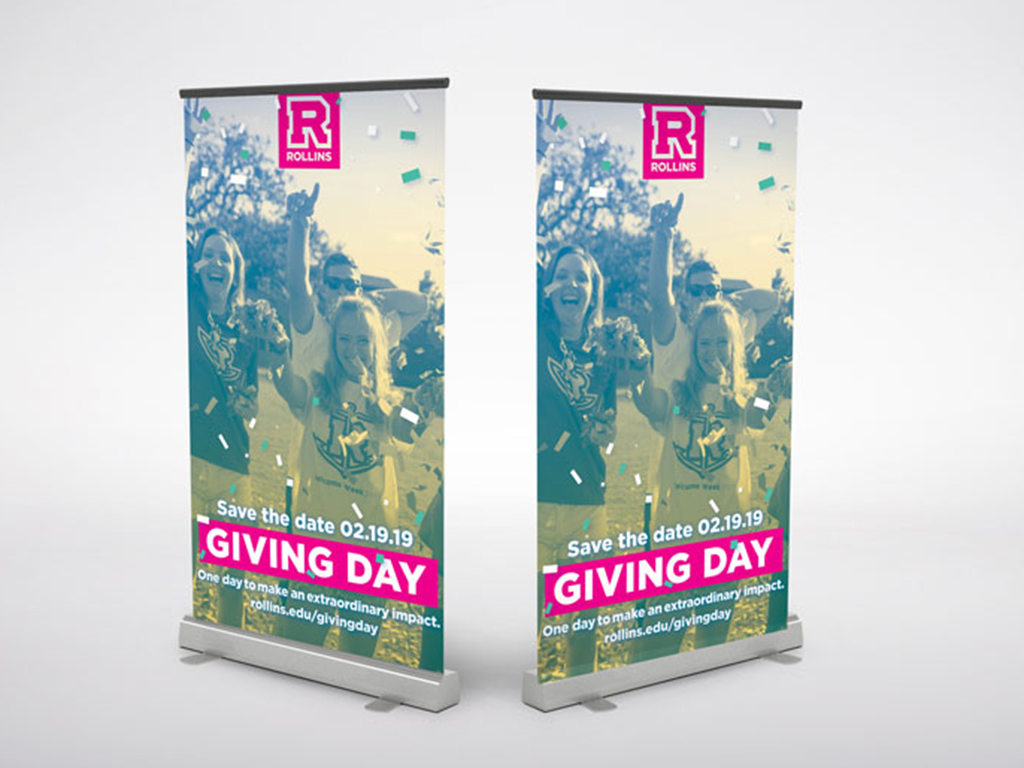 R
ROLLINS
Save the date 02.19.19
GIVING DAY
One day to make an extraordinary impact.
rollins.edu/givingday
R
ROLLINS
Save the date 02.19.19
GIVING DAY
One day to make an extraordinary impact.
rollins.edu/givingday